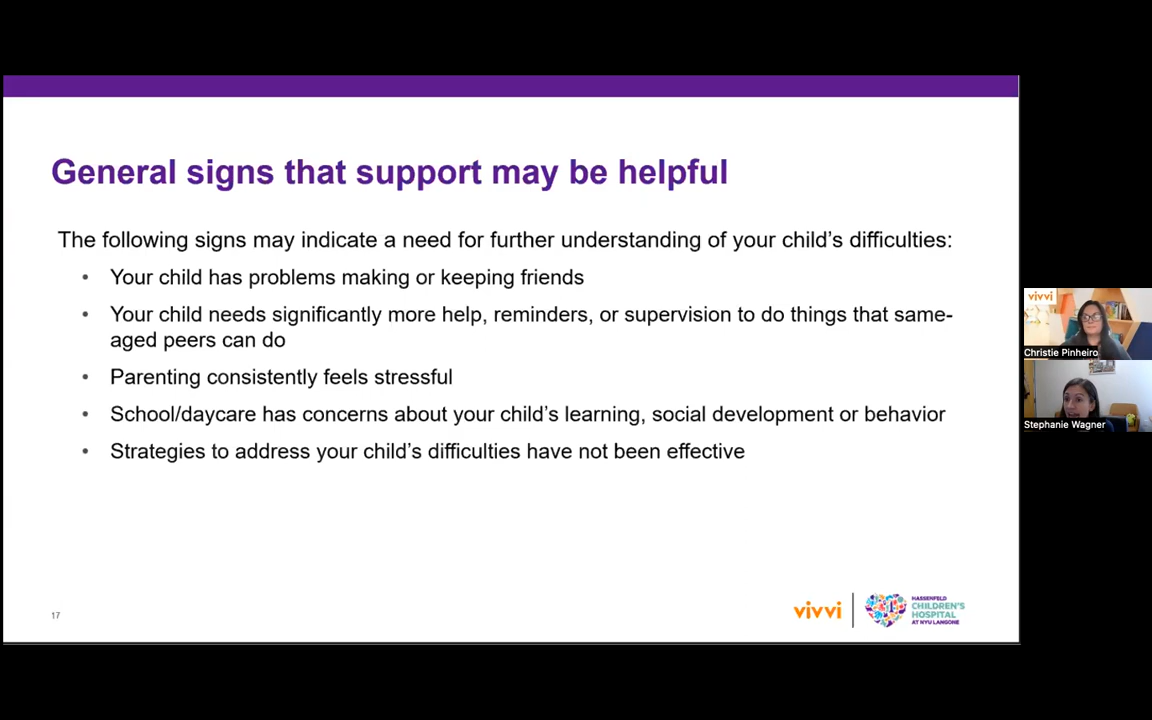 General signs that support may be helpful
The following signs may indicate a need for further understanding of your child's difficulties:
• Your child has problems making or keeping friends
• Your child needs significantly more help, reminders, or supervision to do things that same-
aged peers can do
• Parenting consistently feels stressful
• School/daycare has concerns about your child's learning, social development or behavior
• Strategies to address your child's difficulties have not been effective
17
vivvi
HASSENFELD
CHILDREN'S
HOSPITAL
AT NYU LANGONE
vivvi
Christie Pinheiro
Stephanie Wagner